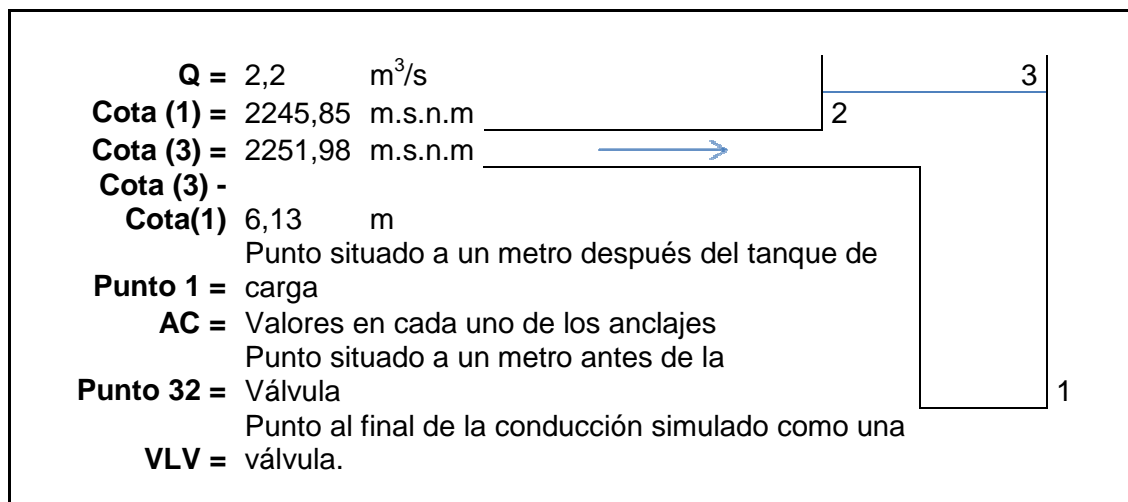 Q = 2,2 m³/s 3
Cota (1) = 2245,85 m.s.n.m 2
Cota (3) = 2251,98 m.s.n.m
Cota (3) -
Cota(1) 6,13 m
Punto situado a un metro después del tanque de
Punto 1 = carga
AC = Valores en cada uno de los anclajes
Punto situado a un metro antes de la
Punto 32 = Válvula 1
Punto al final de la conducción simulado como una
VLV = válvula.